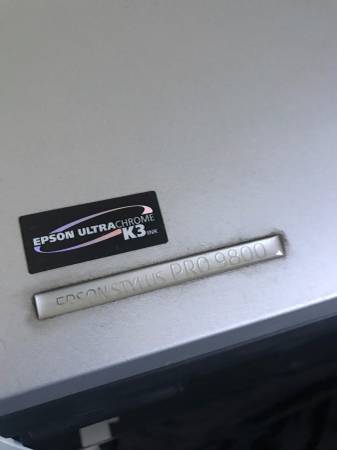 EPSON ULTRACHROME
K3 INK
EPSON STYLUS PRO 9800